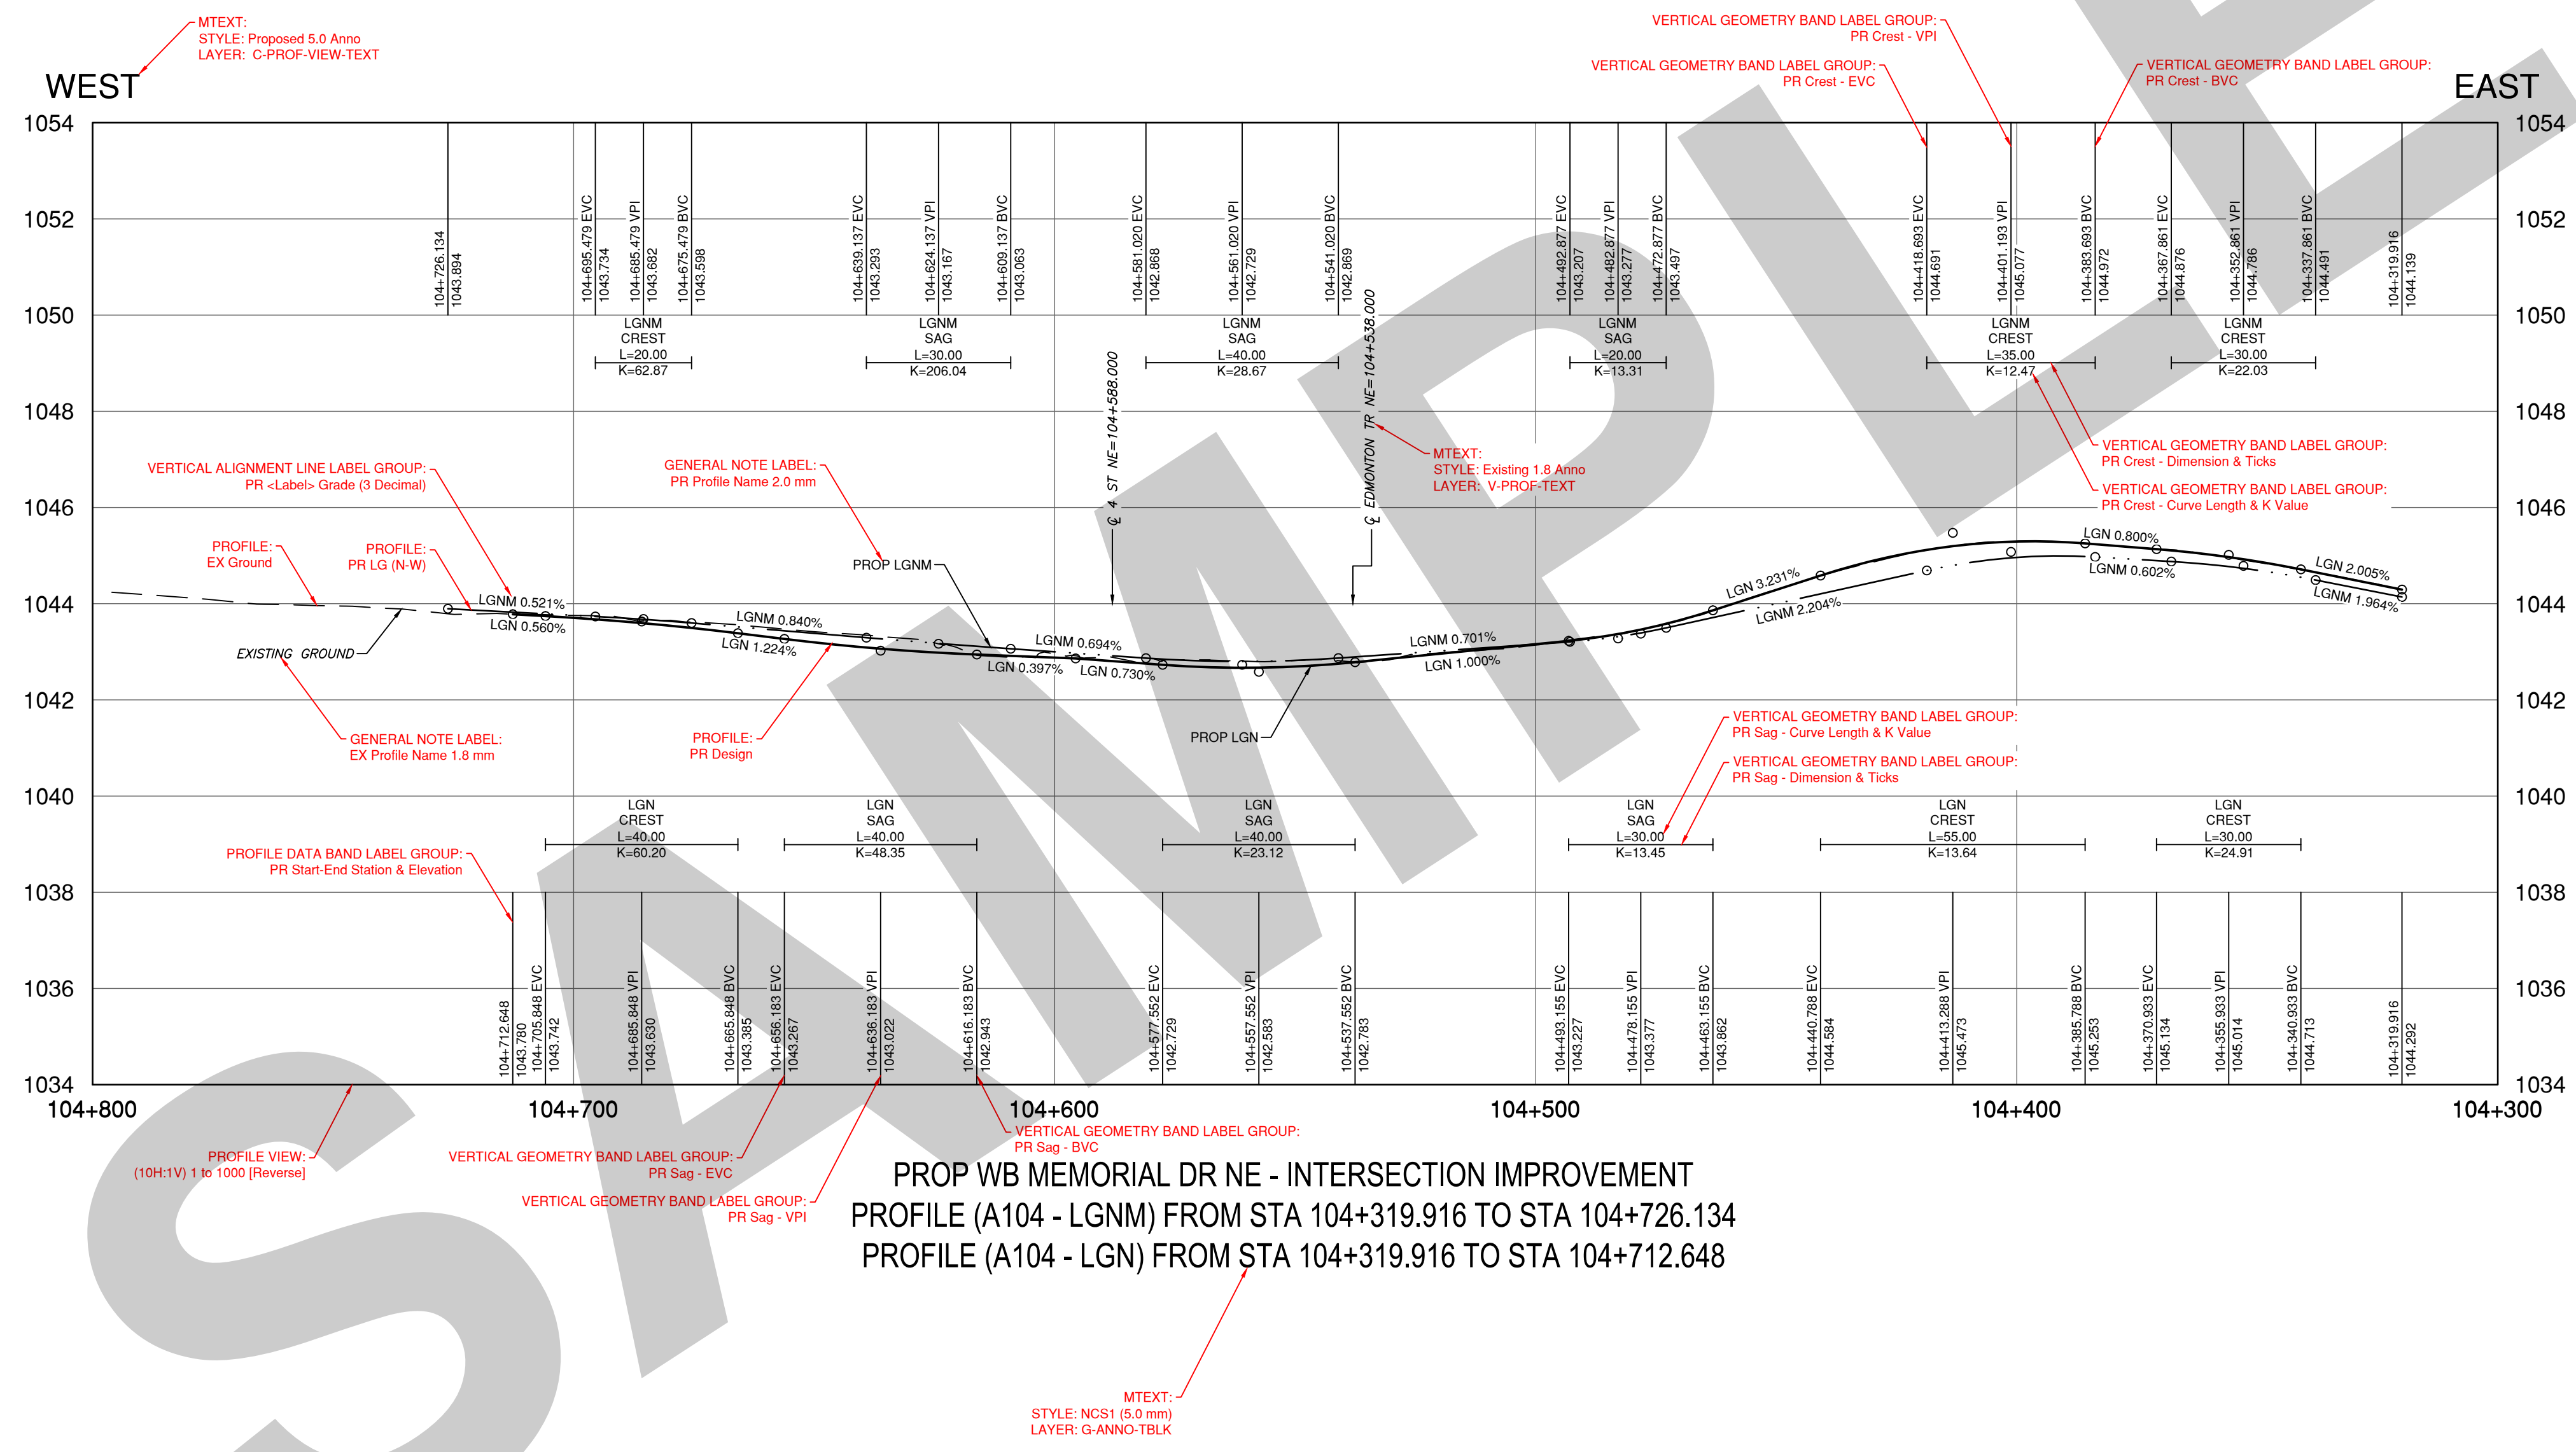 MTEXT:
STYLE: Proposed 5.0 Anno
LAYER: C-PROF-VIEW-TEXT
VERTICAL GEOMETRY BAND LABEL GROUP:
PR Crest - VPI
VERTICAL GEOMETRY BAND LABEL GROUP:
PR Crest - EVC
VERTICAL GEOMETRY BAND LABEL GROUP:
PR Crest - BVC
WEST
EAST
1054
1054
1052
1052
1050
1050
1048
1048
1046
1046
1044
1044
1042
1042
1040
1040
1038
1038
1036
1036
1034
1034
104+726.134
1043.894
104+695.479 EVC
1043.734
104+685.479 VPI
1043.682
104+675.479 BVC
1043.598
104+639.137 EVC
1043.293
104+624.137 VPI
1043.167
104+609.137 BVC
1043.063
104+581.020 EVC
1042.868
104+561.020 VPI
1042.729
104+541.020 BVC
1042.869
104+492.877 EVC
1043.207
104+482.877 VPI
1043.277
104+472.877 BVC
1043.497
104+418.693 EVC
1044.691
104+401.193 VPI
1045.077
104+383.693 BVC
1044.972
104+367.861 EVC
1044.876
104+352.861 VPI
1044.786
104+337.861 BVC
1044.491
104+319.916
1044.139
LGNM
CREST
L=20.00
K=62.87
LGNM
SAG
L=30.00
K=206.04
LGNM
SAG
L=40.00
K=28.67
LGNM
SAG
L=20.00
K=13.31
LGNM
CREST
L=35.00
K=12.47
LGNM
CREST
L=30.00
K=22.03
℄ 4 ST NE=104+588.000
℄ EDMONTON TR NE=104+538.000
VERTICAL ALIGNMENT LINE LABEL GROUP:
PR <Label> Grade (3 Decimal)
GENERAL NOTE LABEL:
PR Profile Name 2.0 mm
MTEXT:
STYLE: Existing 1.8 Anno
LAYER: V-PROF-TEXT
VERTICAL GEOMETRY BAND LABEL GROUP:
PR Crest - Dimension & Ticks
VERTICAL GEOMETRY BAND LABEL GROUP:
PR Crest - Curve Length & K Value
PROFILE:
EX Ground
PROFILE:
PR LG (N-W)
PROP LGNM
LGNM 0.521%
LGN 0.560%
LGNM 0.840%
LGN 1.224%
LGNM 0.694%
LGN 0.397%
LGN 0.730%
LGNM 0.701%
LGN 1.000%
LGN 3.231%
LGNM 2.204%
LGN 0.800%
LGNM 0.602%
LGN 2.005%
LGNM 1.964%
EXISTING GROUND
PROP LGN
GENERAL NOTE LABEL:
EX Profile Name 1.8 mm
PROFILE:
PR Design
VERTICAL GEOMETRY BAND LABEL GROUP:
PR Sag - Curve Length & K Value
VERTICAL GEOMETRY BAND LABEL GROUP:
PR Sag - Dimension & Ticks
LGN
CREST
L=40.00
K=60.20
LGN
SAG
L=40.00
K=48.35
LGN
SAG
L=40.00
K=23.12
LGN
SAG
L=30.00
K=13.45
LGN
CREST
L=55.00
K=13.64
LGN
CREST
L=30.00
K=24.91
PROFILE DATA BAND LABEL GROUP:
PR Start-End Station & Elevation
104+712.648
1043.780
104+705.848 EVC
1043.742
104+685.848 VPI
1043.630
104+665.848 BVC
1043.385
104+656.183 EVC
1043.267
104+636.183 VPI
1043.022
104+616.183 BVC
1042.943
104+577.552 EVC
1042.729
104+557.552 VPI
1042.583
104+537.552 BVC
1042.783
104+493.155 EVC
1043.227
104+478.155 VPI
1043.377
104+463.155 BVC
1043.862
104+440.788 EVC
1044.584
104+413.288 VPI
1045.473
104+385.788 BVC
1045.253
104+370.933 EVC
1045.134
104+355.933 VPI
1045.014
104+340.933 BVC
1044.713
104+319.916
1044.292
104+800
104+700
104+600
104+500
104+400
104+300
PROFILE VIEW:
(10H:1V) 1 to 1000 [Reverse]
VERTICAL GEOMETRY BAND LABEL GROUP:
PR Sag - EVC
VERTICAL GEOMETRY BAND LABEL GROUP:
PR Sag - VPI
VERTICAL GEOMETRY BAND LABEL GROUP:
PR Sag - BVC
PROP WB MEMORIAL DR NE - INTERSECTION IMPROVEMENT
PROFILE (A104 - LGNM) FROM STA 104+319.916 TO STA 104+726.134
PROFILE (A104 - LGN) FROM STA 104+319.916 TO STA 104+712.648
MTEXT:
STYLE: NCS1 (5.0 mm)
LAYER: G-ANNO-TBLK
SAMPLE